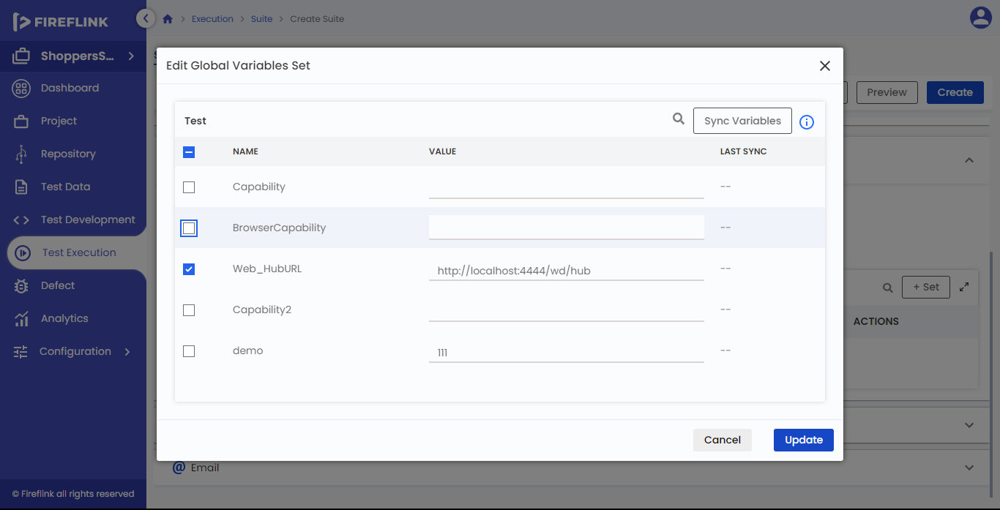 FIREFLINK
Execution
Suite
Create Suite
ShoppersS...
Dashboard
Project
Repository
Test Data
Test Development
Test Execution
Defect
Analytics
Configuration
© Fireflink all rights reserved
Preview
Create
+ Set
ACTIONS
@ Email
Edit Global Variables Set
Test
Sync Variables
NAME VALUE LAST SYNC
Capability --
BrowserCapability --
Web_HubURL http://localhost:4444/wd/hub --
Capability2 --
demo 111 --
Cancel
Update